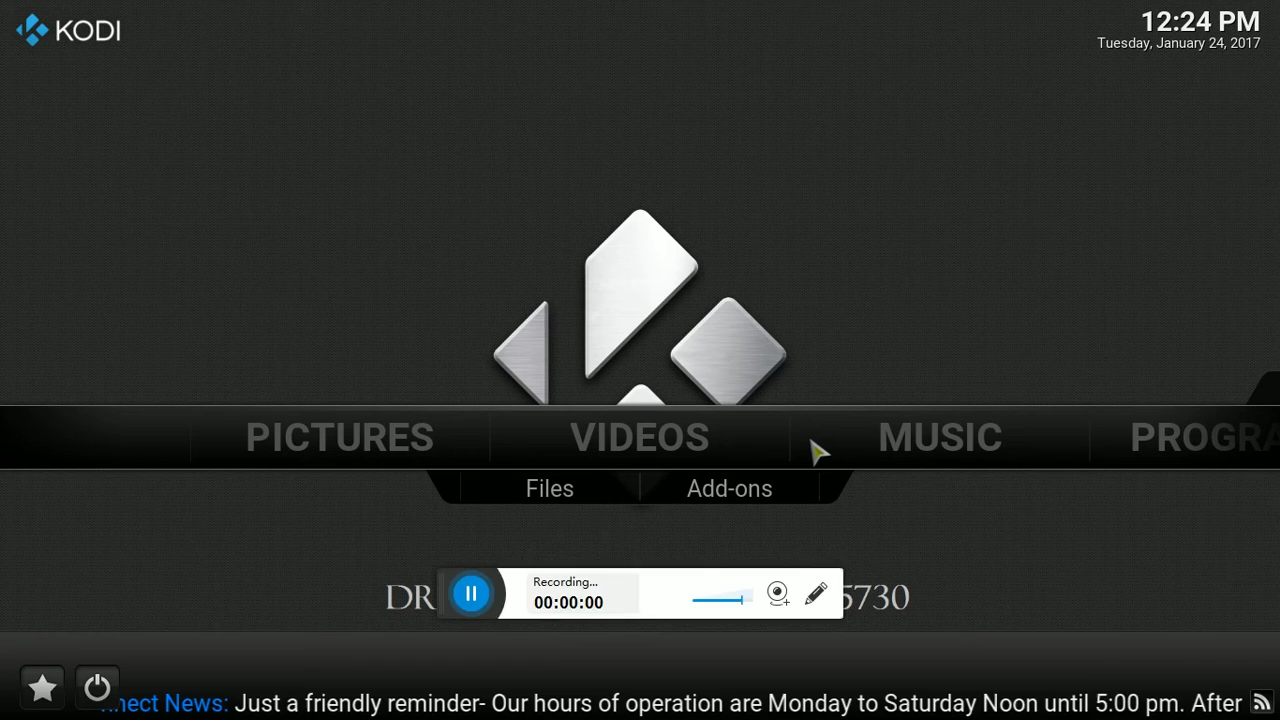 KODI
12:24 PM
Tuesday, January 24, 2017
PICTURES VIDEOS MUSIC PROGRA
Files Add-ons
Recording...
00:00:00
DR 5730
nnect News: Just a friendly reminder- Our hours of operation are Monday to Saturday Noon until 5:00 pm. After